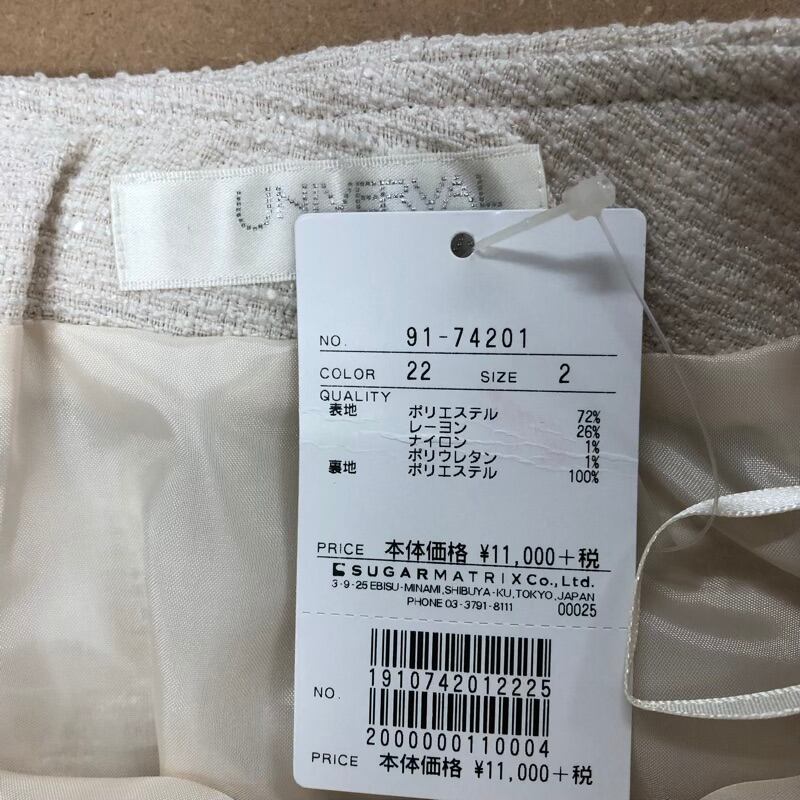 UNIVERVAL
NO. 91-74201
COLOR 22 SIZE 2
QUALITY
表地 ポリエステル 72%
レーヨン 26%
ナイロン 1%
ポリウレタン 1%
裏地 ポリエステル 100%
PRICE 本体価格 ¥11,000+税
SUGARMATRIX Co., Ltd.
3-9-25 EBISU-MINAMI, SHIBUYA-KU, TOKYO, JAPAN
PHONE 03-3791-8111 00025
1910742012225
NO.
2000000110004
PRICE 本体価格 ¥11,000+税